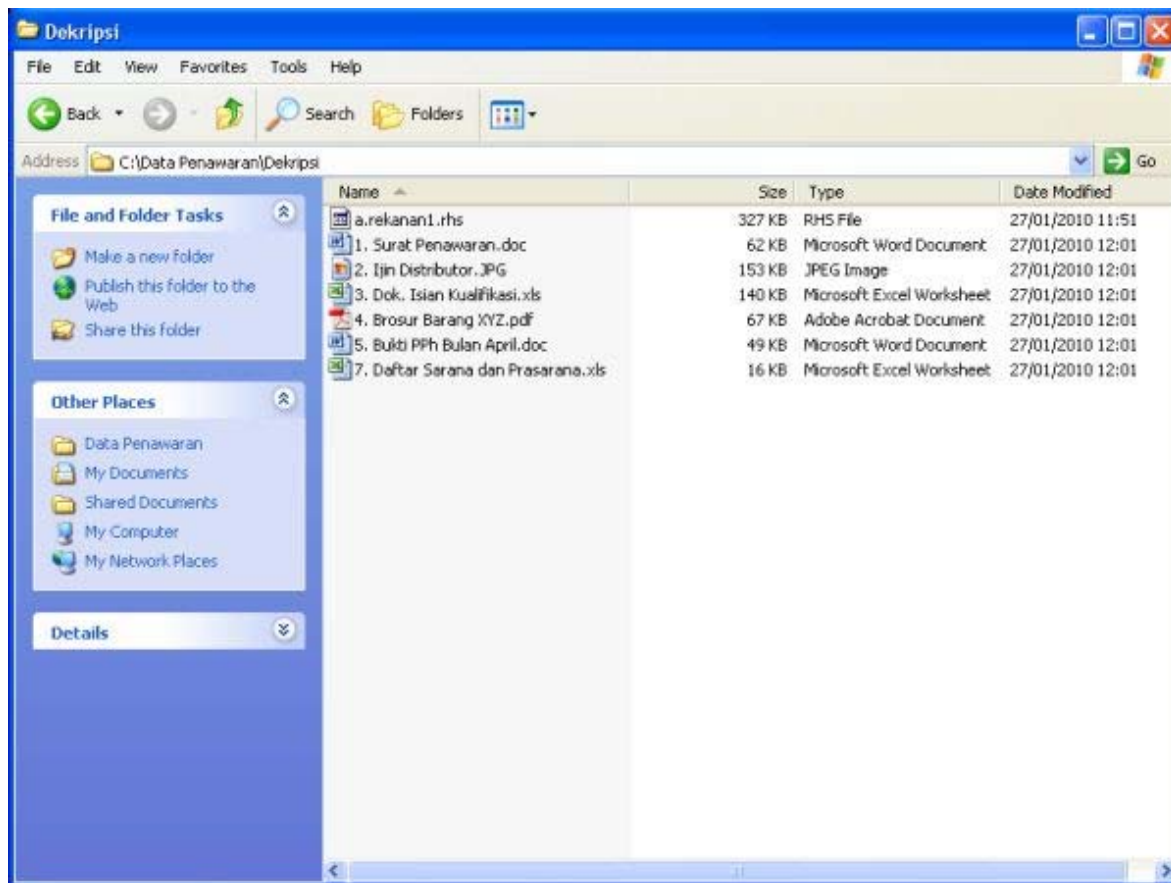 Dekripsi
File Edit View Favorites Tools Help
Back Search Folders
Address C:\Data Penawaran\Dekripsi Go
File and Folder Tasks
Make a new folder
Publish this folder to the
Web
Share this folder
Other Places
Data Penawaran
My Documents
Shared Documents
My Computer
My Network Places
Details
Name Size Type Date Modified
a.rekanan1.rhs 327 KB RHS File 27/01/2010 11:51
1. Surat Penawaran.doc 62 KB Microsoft Word Document 27/01/2010 12:01
2. Ijin Distributor.JPG 153 KB JPEG Image 27/01/2010 12:01
3. Dok. Isian Kualifikasi.xls 140 KB Microsoft Excel Worksheet 27/01/2010 12:01
4. Brosur Barang XYZ.pdf 67 KB Adobe Acrobat Document 27/01/2010 12:01
5. Bukti PPh Bulan April.doc 49 KB Microsoft Word Document 27/01/2010 12:01
7. Daftar Sarana dan Prasarana.xls 16 KB Microsoft Excel Worksheet 27/01/2010 12:01